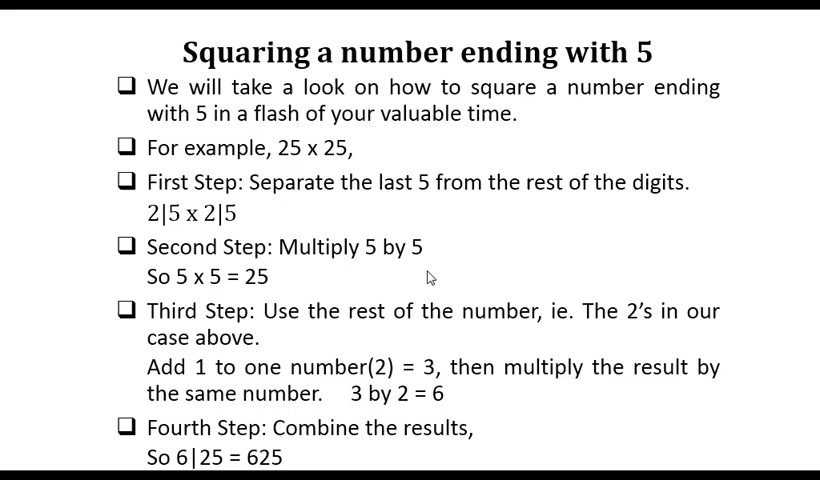 Squaring a number ending with 5
❑ We will take a look on how to square a number ending
with 5 in a flash of your valuable time.
❑ For example, 25 x 25,
❑ First Step: Separate the last 5 from the rest of the digits.
2|5 x 2|5
❑ Second Step: Multiply 5 by 5
So 5 x 5 = 25
❑ Third Step: Use the rest of the number, ie. The 2’s in our
case above.
Add 1 to one number(2) = 3, then multiply the result by
the same number. 3 by 2 = 6
❑ Fourth Step: Combine the results,
So 6|25 = 625